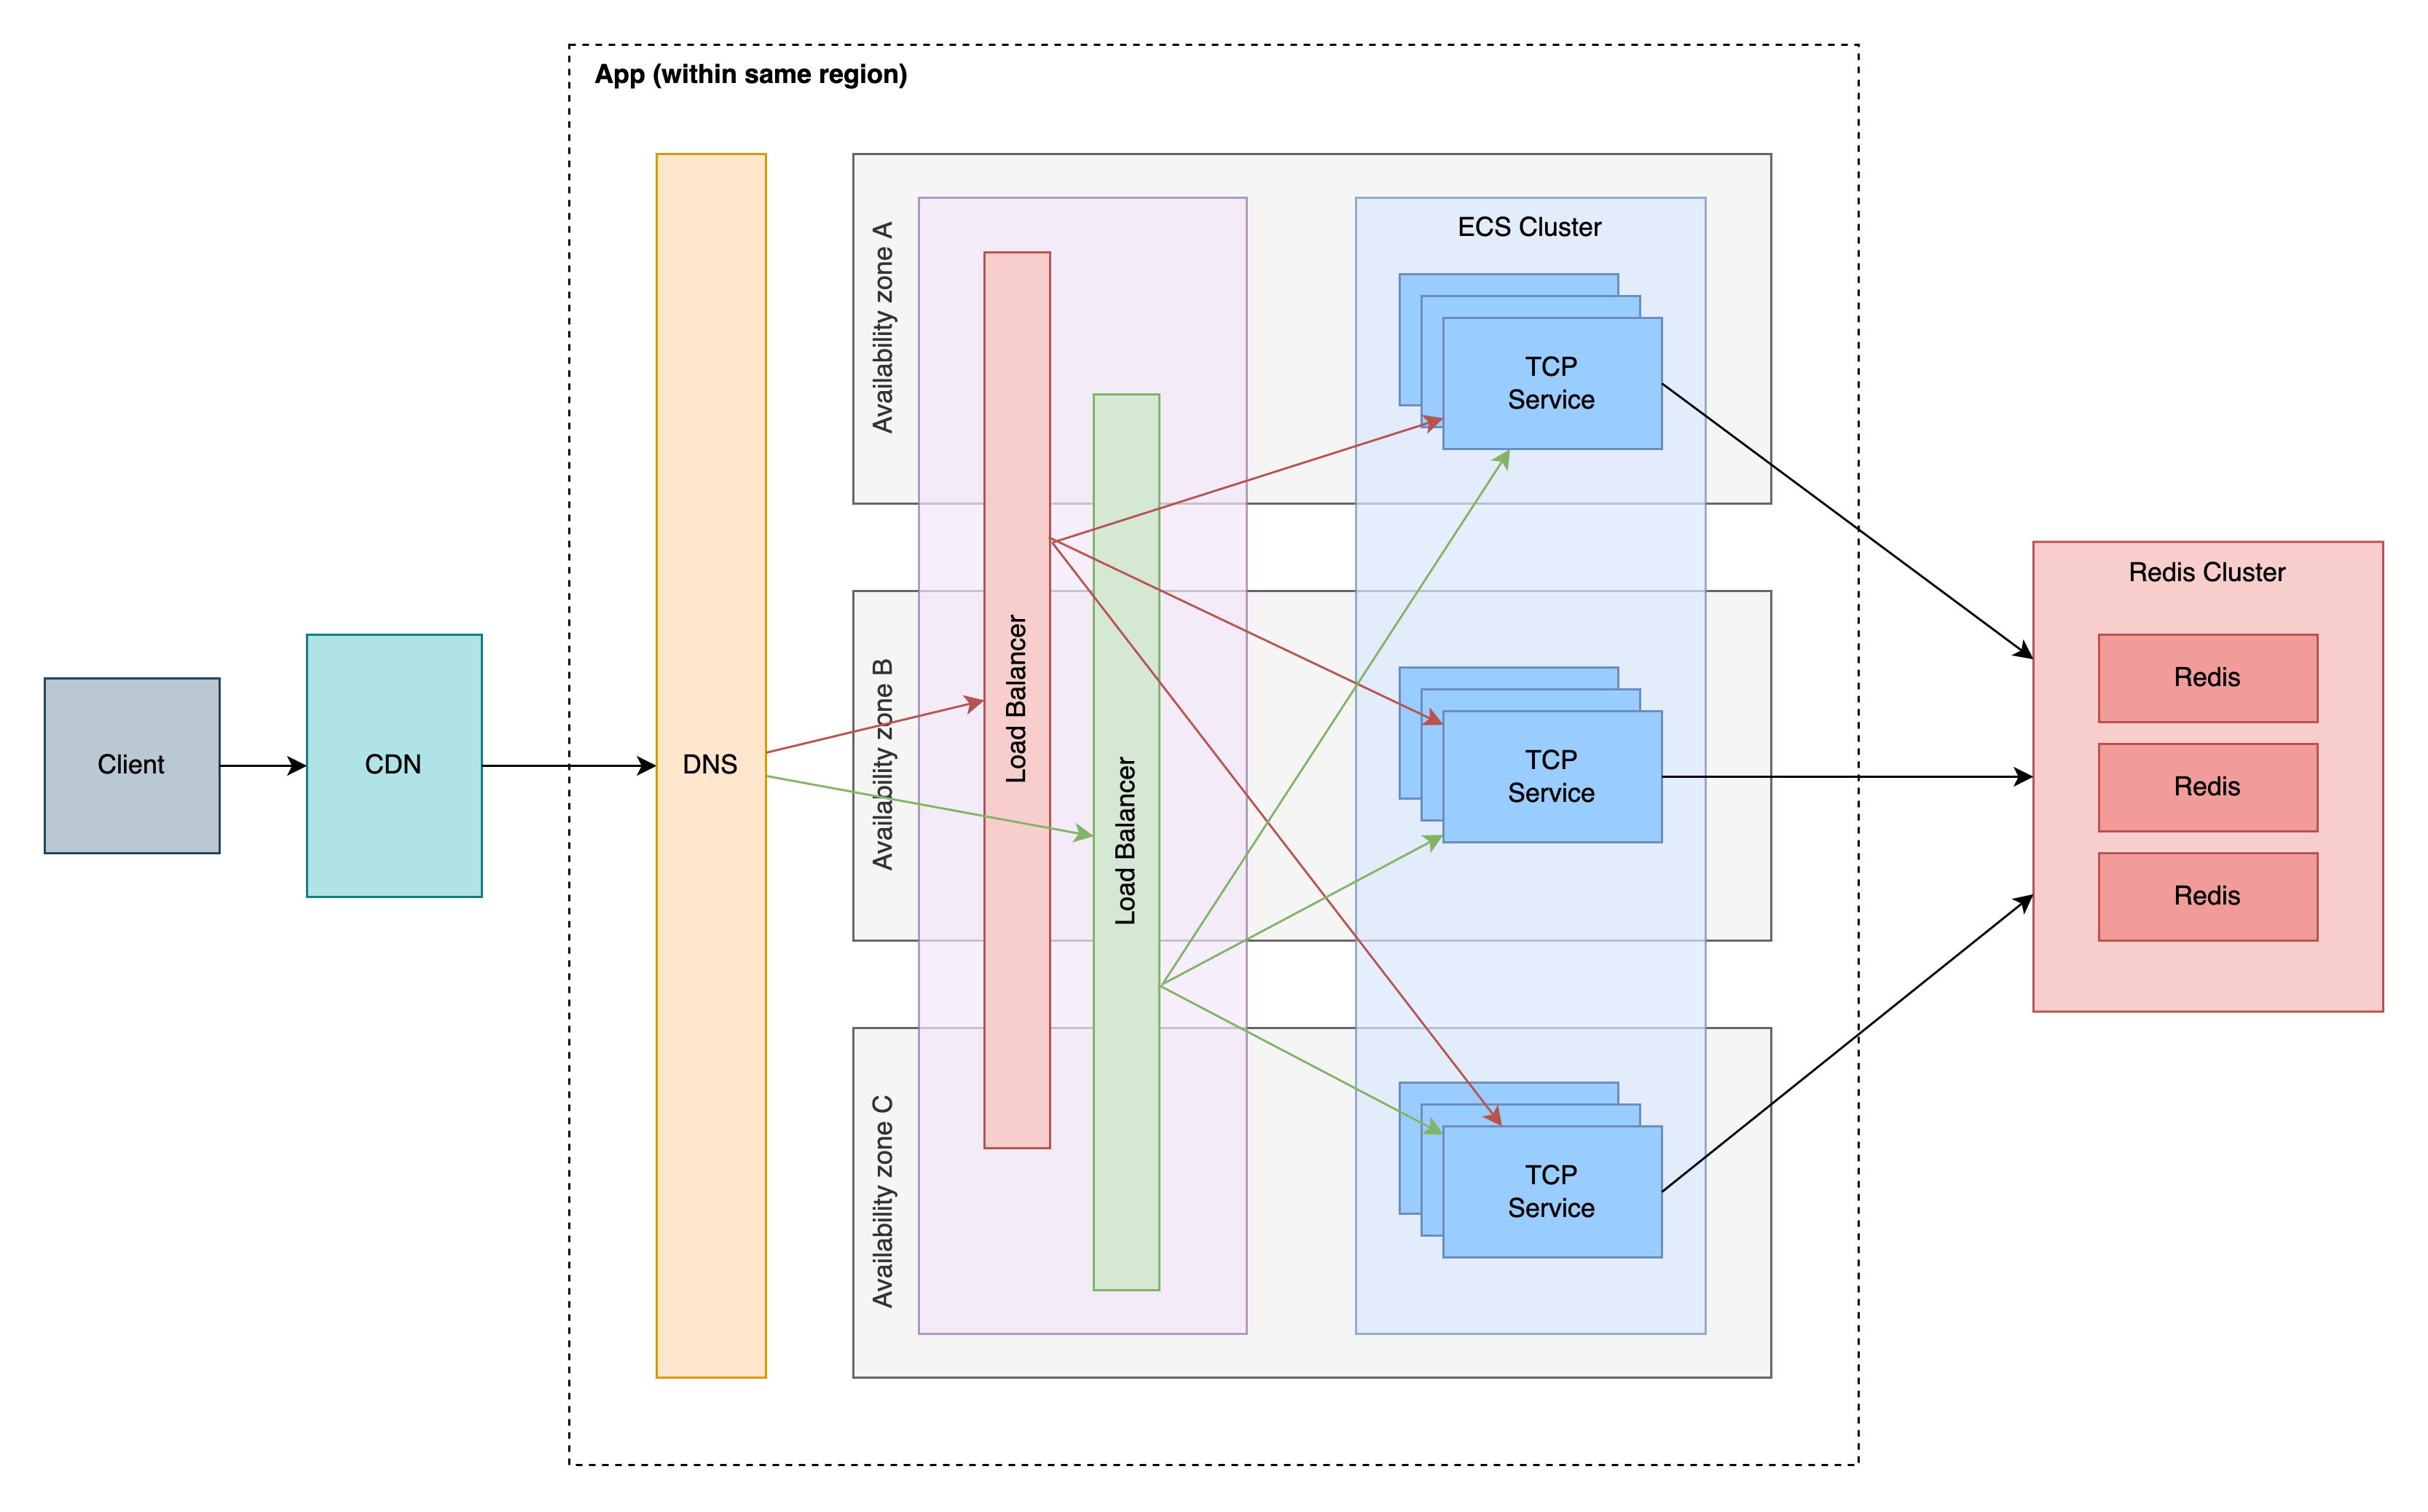 App (within same region)
Client
CDN
DNS
Availability zone A
Availability zone B
Availability zone C
Load Balancer
Load Balancer
ECS Cluster
TCP
Service
TCP
Service
TCP
Service
Redis Cluster
Redis
Redis
Redis